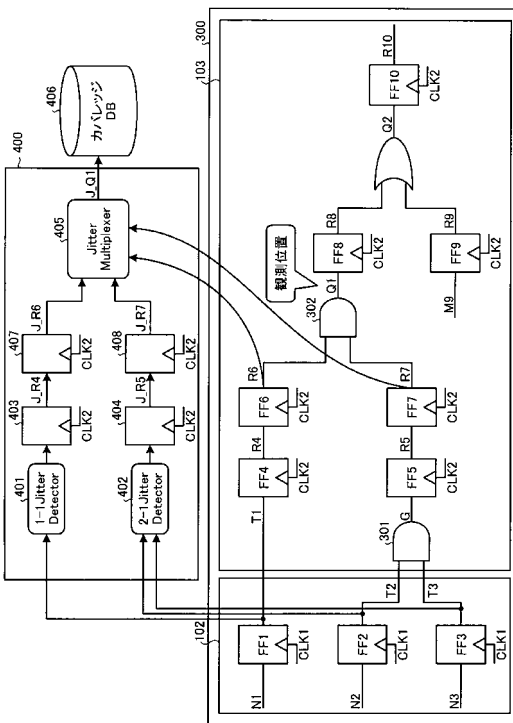 400
401
1-1Jitter
Detector
403
CLK2
J_R4
407
CLK2
J_R6
402
2-1Jitter
Detector
404
CLK2
J_R5
408
CLK2
J_R7
405
Jitter
Multiplexer
J_Q1
406
カバレッジ
DB
300
102
N1
FF1
CLK1
N2
FF2
CLK1
N3
FF3
CLK1
103
T1
T2
T3
301
G
FF4
CLK2
R4
FF6
CLK2
R6
FF5
CLK2
R5
FF7
CLK2
R7
302
観測位置
Q1
FF8
CLK2
R8
M9
FF9
CLK2
R9
Q2
FF10
CLK2
R10